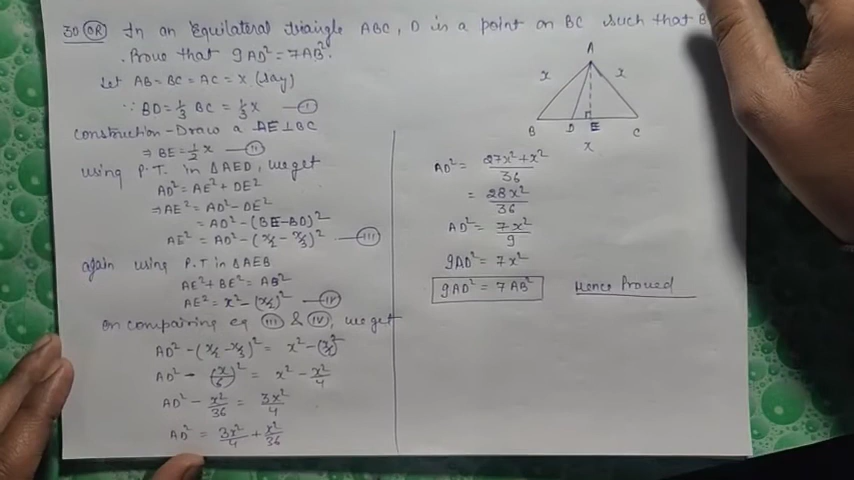 30 OR In an Equilateral triangle ABC, D is a point on BC such that B
Prove that 9AD² = 7AB².
Let AB = BC = AC = x (say)
∵ BD = 1/3 BC = 1/3 x — I
construction - Draw a AE ⊥ BC
⇒ BE = 1/2 x — II
using P.T. in ΔAED, we get
AD² = AE² + DE²
⇒ AE² = AD² - DE²
= AD² - (BE - BD)²
AE² = AD² - (x/2 - x/3)² — III
again using P.T in ΔAEB
AE² + BE² = AB²
AE² = x² - (x/2)² — IV
on compairing eq III & IV, we get
AD² - (x/2 - x/3)² = x² - (x/2)²
AD² - (x/6)² = x² - x²/4
AD² - x²/36 = 3x²/4
AD² = 3x²/4 + x²/36
A
x x
B D E C
x
AD² = 27x² + x²/36
= 28x²/36
AD² = 7x²/9
9AD² = 7x²
9AD² = 7AB² Hence Proved